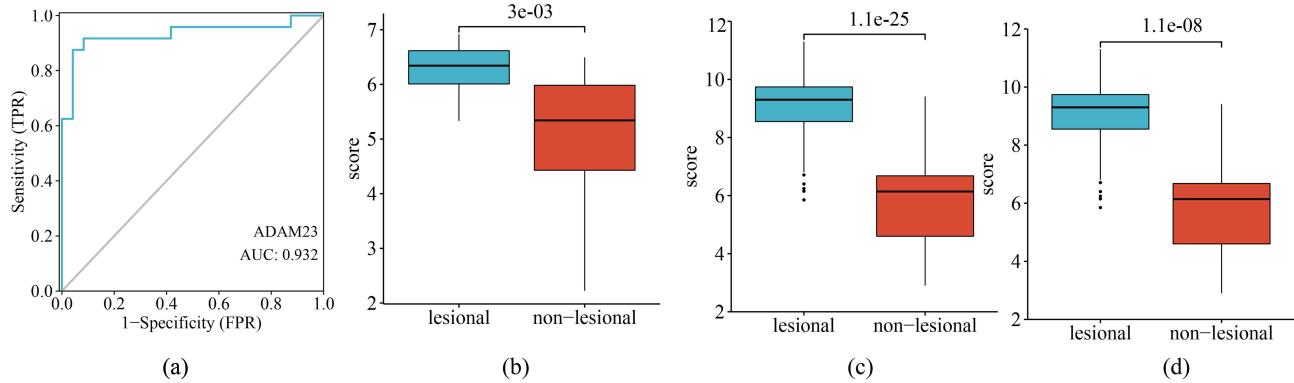 Sensitivity (TPR)
1.0
0.8
0.6
0.4
0.2
0.0
0.0 0.2 0.4 0.6 0.8 1.0
1−Specificity (FPR)
ADAM23
AUC: 0.932
(a)
3e-03
score
7
6
5
4
3
2
lesional non−lesional
(b)
1.1e-25
score
12
10
8
6
4
2
lesional non−lesional
(c)
1.1e-08
score
12
10
8
6
4
2
lesional non−lesional
(d)